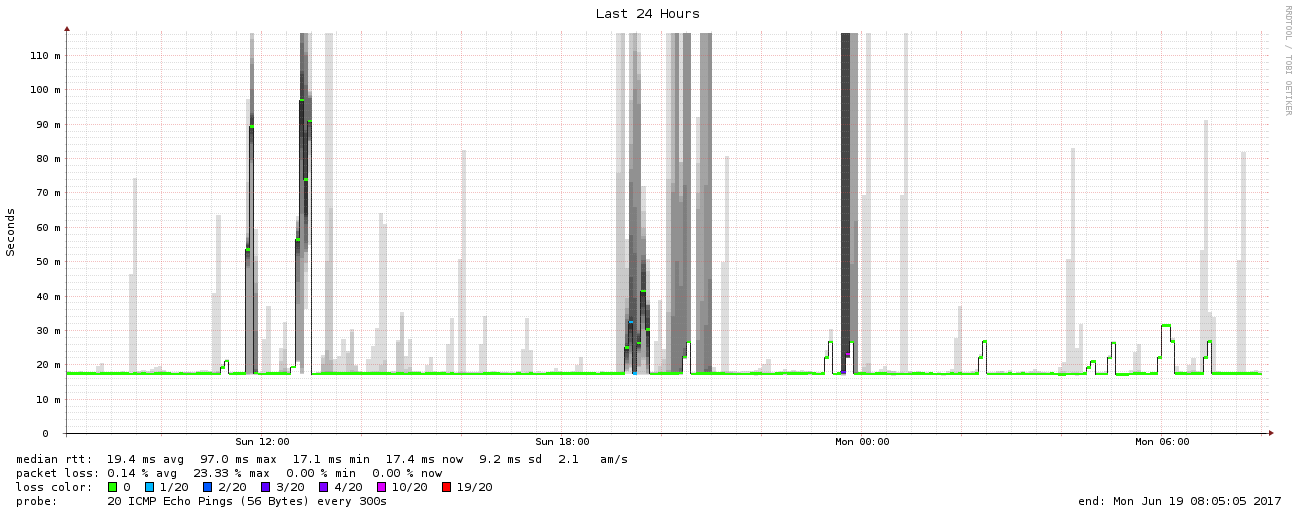 Last 24 Hours
RRDTOOL / TOBI OETIKER
Seconds
110 m
100 m
90 m
80 m
70 m
60 m
50 m
40 m
30 m
20 m
10 m
0
Sun 12:00 Sun 18:00 Mon 00:00 Mon 06:00
median rtt: 19.4 ms avg 97.0 ms max 17.1 ms min 17.4 ms now 9.2 ms sd 2.1 am/s
packet loss: 0.14 % avg 23.33 % max 0.00 % min 0.00 % now
loss color: 0 1/20 2/20 3/20 4/20 10/20 19/20
probe: 20 ICMP Echo Pings (56 Bytes) every 300s end: Mon Jun 19 08:05:05 2017